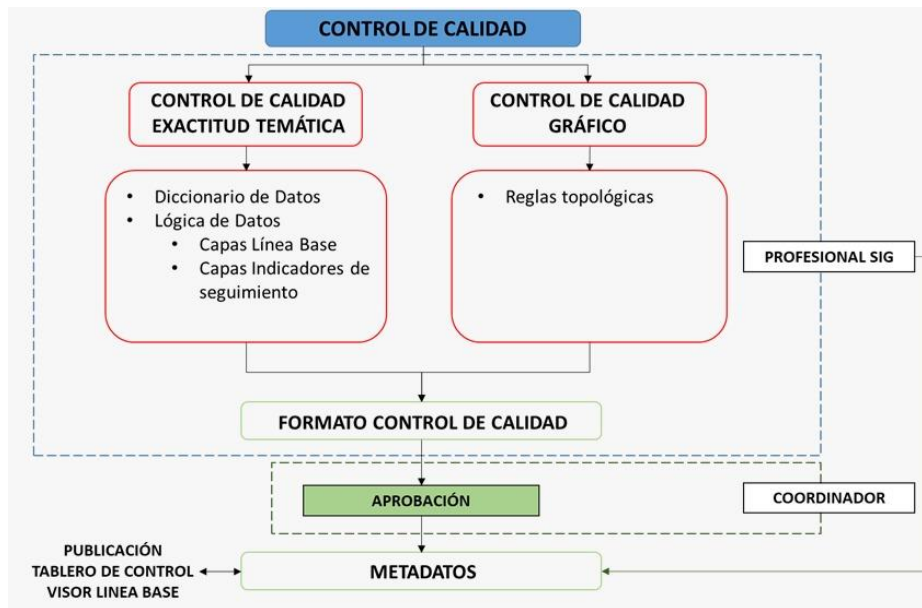 CONTROL DE CALIDAD
CONTROL DE CALIDAD
EXACTITUD TEMÁTICA
CONTROL DE CALIDAD
GRÁFICO
• Diccionario de Datos
• Lógica de Datos
• Capas Línea Base
• Capas Indicadores de
seguimiento
• Reglas topológicas
PROFESIONAL SIG
FORMATO CONTROL DE CALIDAD
APROBACIÓN
COORDINADOR
PUBLICACIÓN
TABLERO DE CONTROL
VISOR LINEA BASE
METADATOS